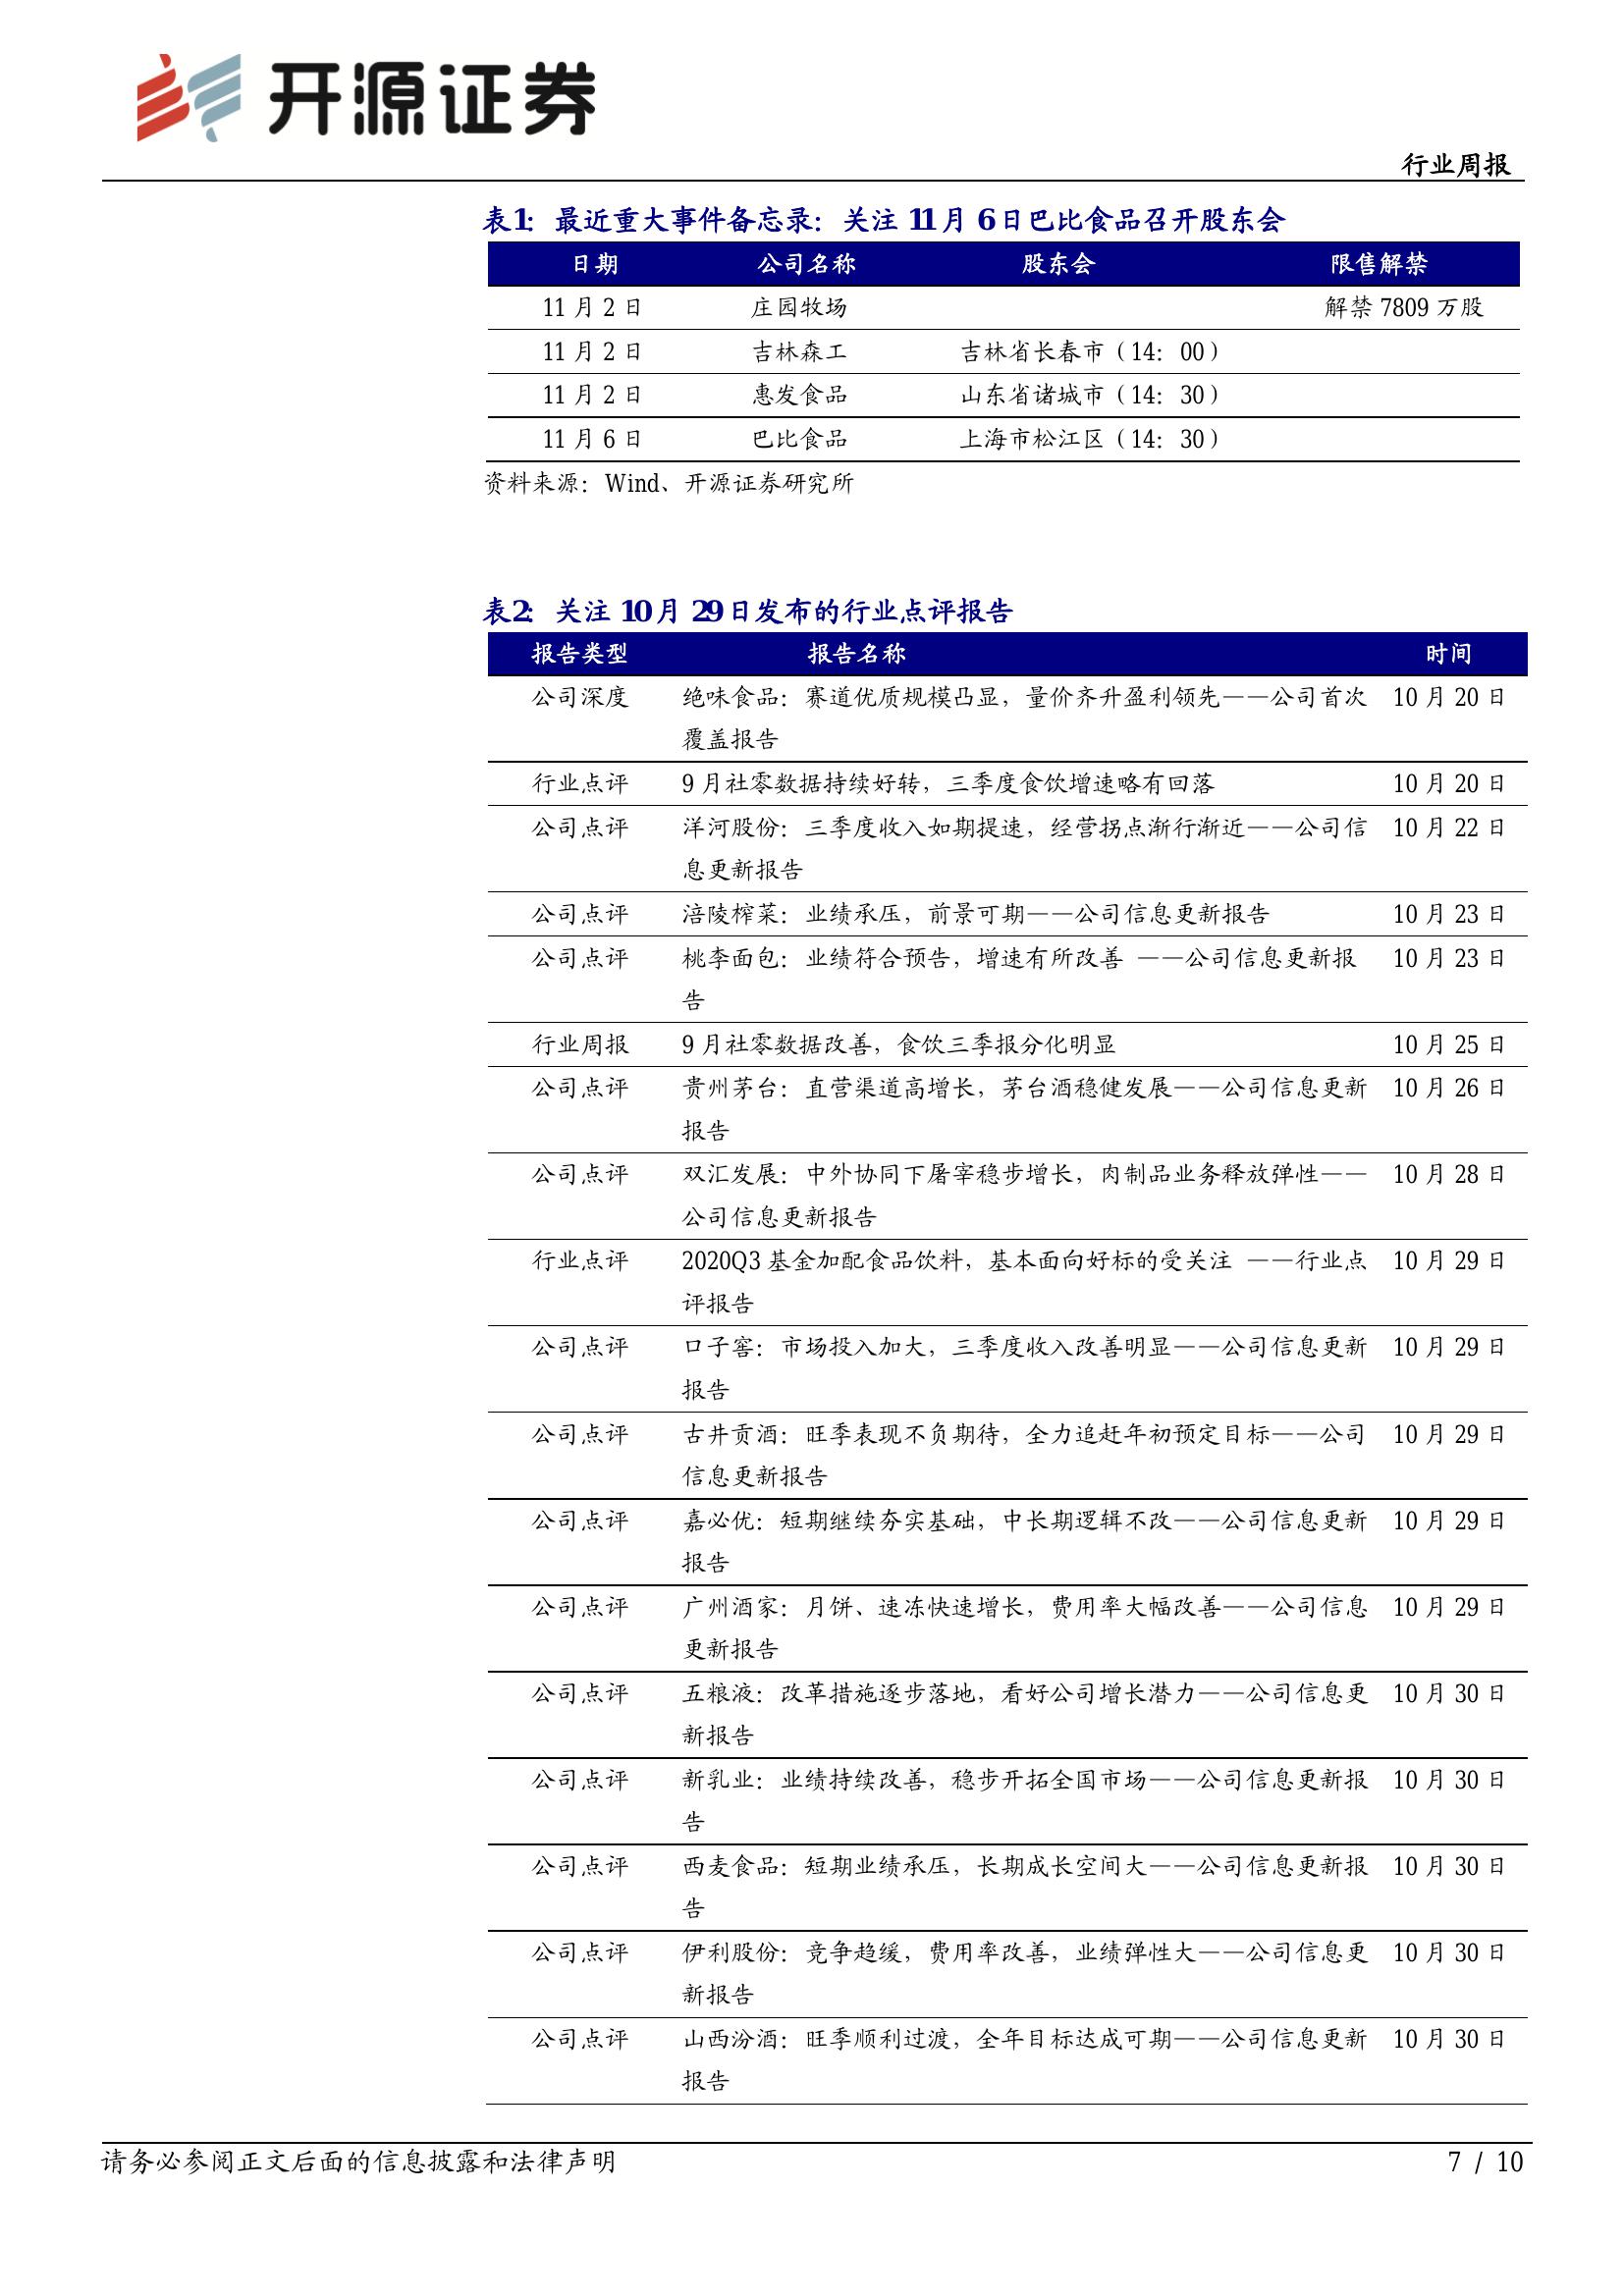 开源证券
行业周报
表1：最近重大事件备忘录：关注 11 月 6 日巴比食品召开股东会
日期 公司名称 股东会 限售解禁
11 月 2 日 庄园牧场 解禁 7809 万股
11 月 2 日 吉林森工 吉林省长春市（14：00）
11 月 2 日 惠发食品 山东省诸城市（14：30）
11 月 6 日 巴比食品 上海市松江区（14：30）
资料来源：Wind、开源证券研究所
表2：关注 10 月 29 日发布的行业点评报告
报告类型 报告名称 时间
公司深度 绝味食品：赛道优质规模凸显，量价齐升盈利领先——公司首次 10 月 20 日
覆盖报告
行业点评 9 月社零数据持续好转，三季度食饮增速略有回落 10 月 20 日
公司点评 洋河股份：三季度收入如期提速，经营拐点渐行渐近——公司信 10 月 22 日
息更新报告
公司点评 涪陵榨菜：业绩承压，前景可期——公司信息更新报告 10 月 23 日
公司点评 桃李面包：业绩符合预告，增速有所改善 ——公司信息更新报 10 月 23 日
告
行业周报 9 月社零数据改善，食饮三季报分化明显 10 月 25 日
公司点评 贵州茅台：直营渠道高增长，茅台酒稳健发展——公司信息更新 10 月 26 日
报告
公司点评 双汇发展：中外协同下屠宰稳步增长，肉制品业务释放弹性—— 10 月 28 日
公司信息更新报告
行业点评 2020Q3 基金加配食品饮料，基本面向好标的受关注 ——行业点 10 月 29 日
评报告
公司点评 口子窖：市场投入加大，三季度收入改善明显——公司信息更新 10 月 29 日
报告
公司点评 古井贡酒：旺季表现不负期待，全力追赶年初预定目标——公司 10 月 29 日
信息更新报告
公司点评 嘉必优：短期继续夯实基础，中长期逻辑不改——公司信息更新 10 月 29 日
报告
公司点评 广州酒家：月饼、速冻快速增长，费用率大幅改善——公司信息 10 月 29 日
更新报告
公司点评 五粮液：改革措施逐步落地，看好公司增长潜力——公司信息更 10 月 30 日
新报告
公司点评 新乳业：业绩持续改善，稳步开拓全国市场——公司信息更新报 10 月 30 日
告
公司点评 西麦食品：短期业绩承压，长期成长空间大——公司信息更新报 10 月 30 日
告
公司点评 伊利股份：竞争趋缓，费用率改善，业绩弹性大——公司信息更 10 月 30 日
新报告
公司点评 山西汾酒：旺季顺利过渡，全年目标达成可期——公司信息更新 10 月 30 日
报告
请务必参阅正文后面的信息披露和法律声明 7 / 10